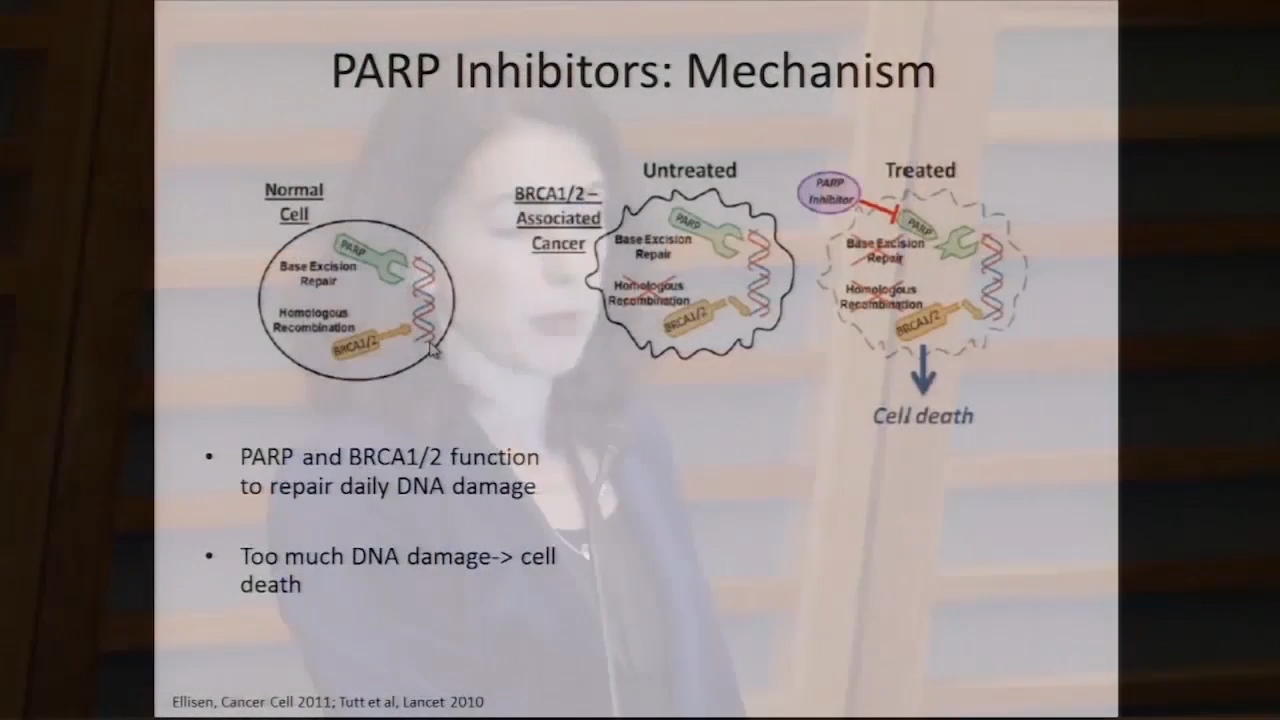 PARP Inhibitors: Mechanism
Normal
Cell
PARP
Base Excision
Repair
Homologous
Recombination
BRCA1/2
BRCA1/2 –
Associated
Cancer
Untreated
PARP
Base Excision
Repair
Homologous
Recombination
BRCA1/2
Treated
PARP
Inhibitor
PARP
Base Excision
Repair
Homologous
Recombination
BRCA1/2
Cell death
• PARP and BRCA1/2 function
to repair daily DNA damage
• Too much DNA damage-> cell
death
Ellisen, Cancer Cell 2011; Tutt et al, Lancet 2010